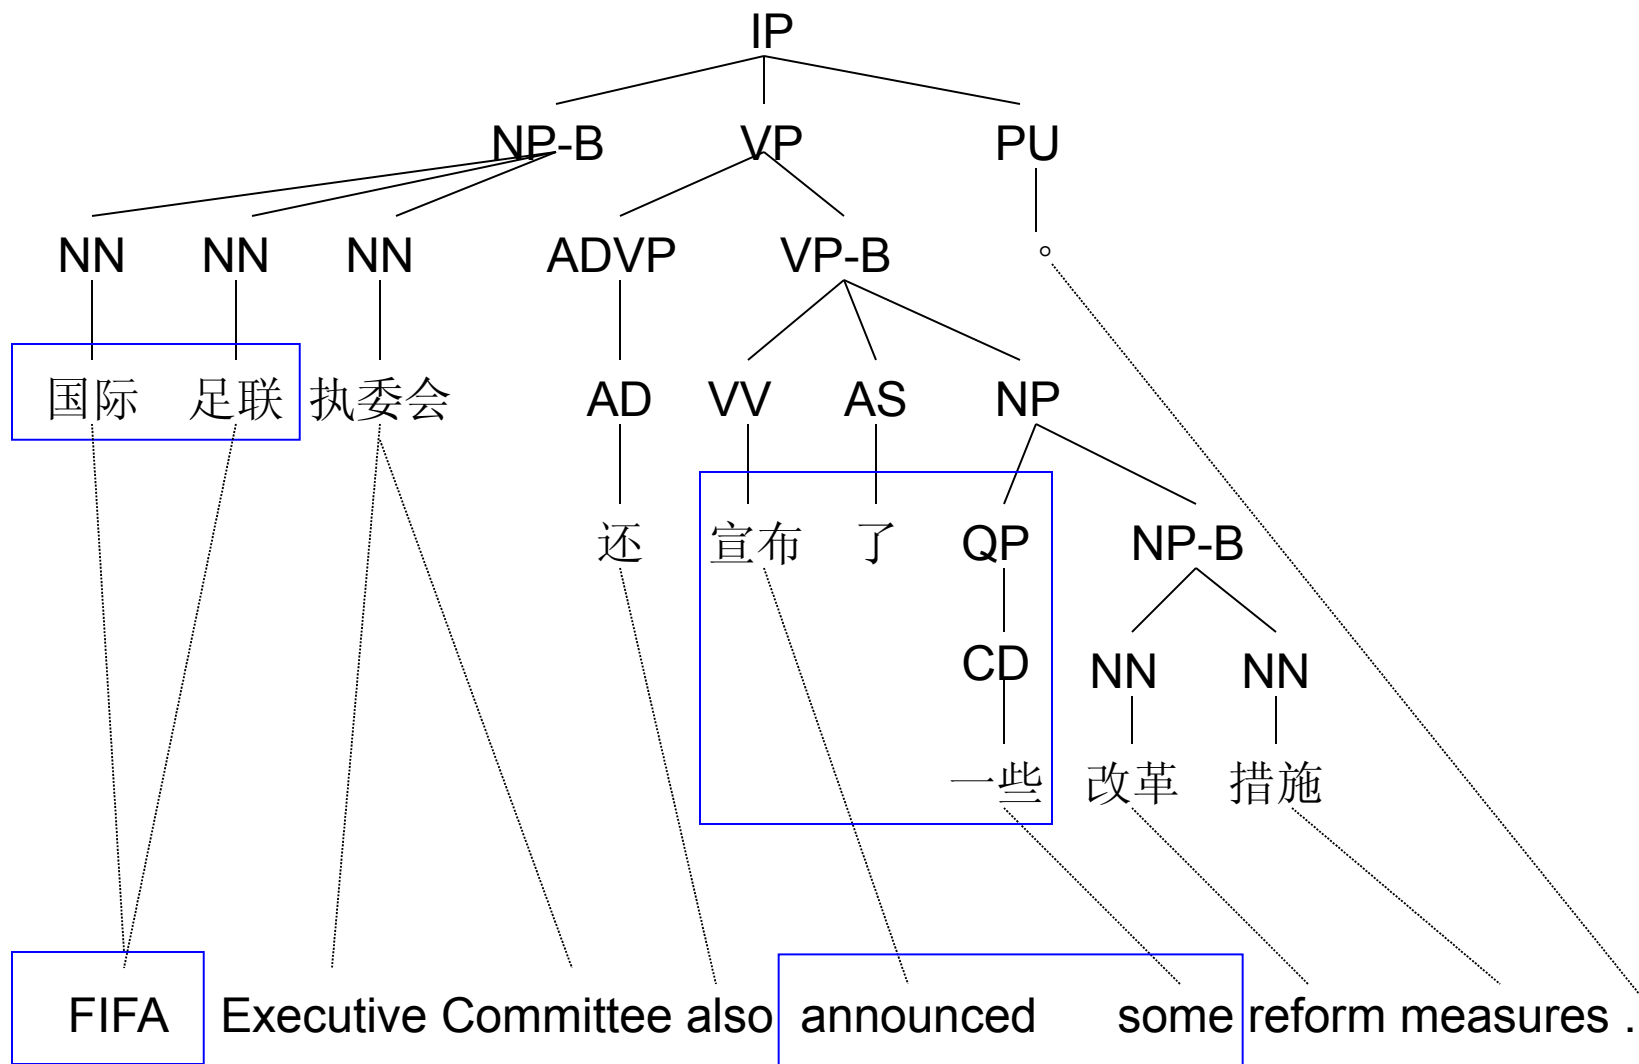 IP
NP-B VP PU
NN NN NN ADVP VP-B 。
国际 足联 执委会 AD VV AS NP
还 宣布 了 QP NP-B
CD NN NN
一些 改革 措施
FIFA Executive Committee also announced some reform measures .